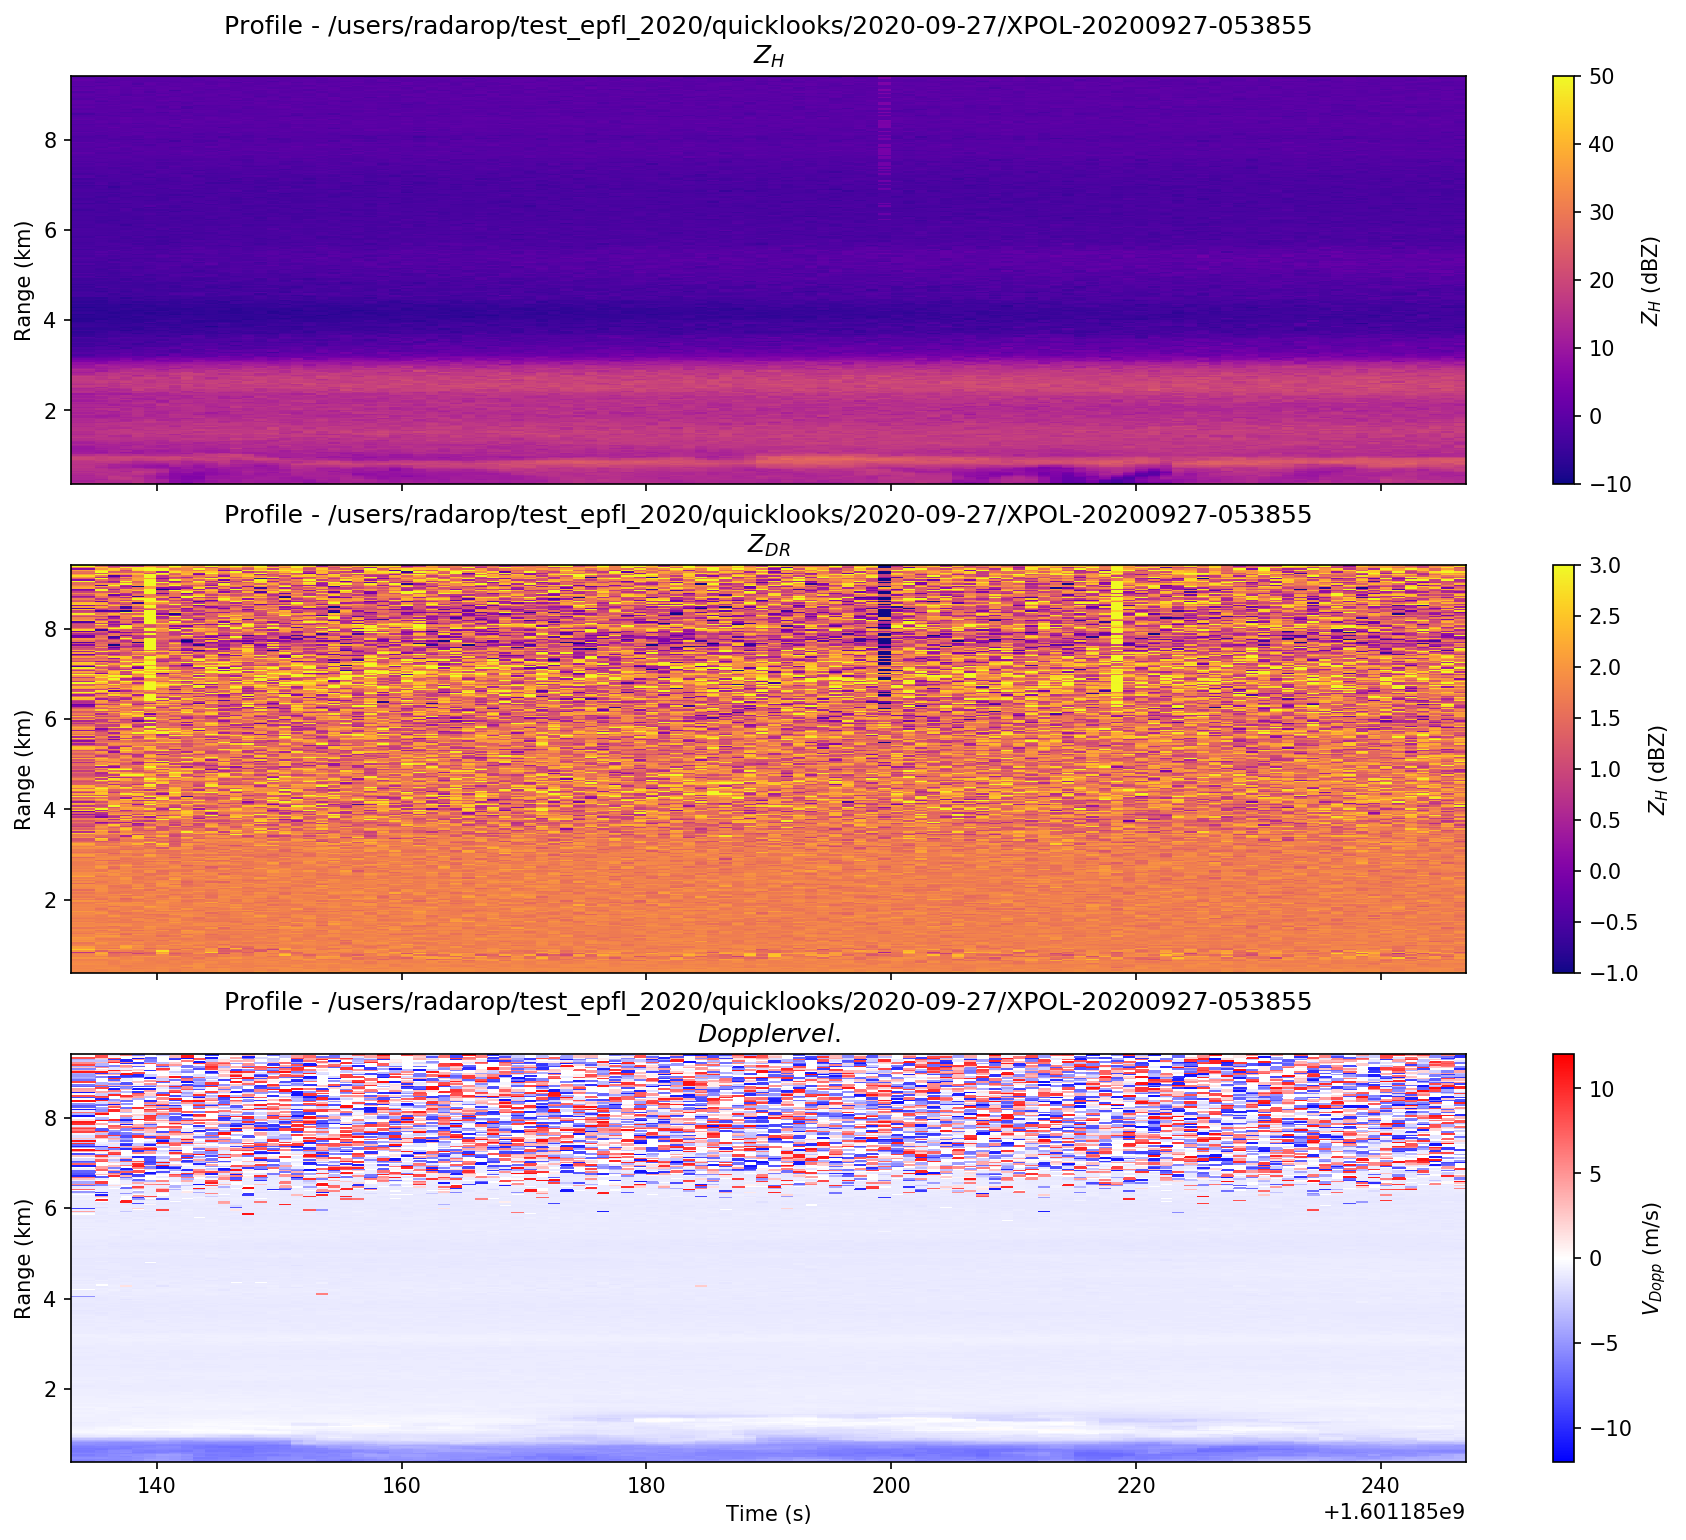 Profile - /users/radarop/test_epfl_2020/quicklooks/2020-09-27/XPOL-20200927-053855
Z_H
50
40
30
20
10
0
−10
Z_H (dBZ)
8
6
4
2
Range (km)
Profile - /users/radarop/test_epfl_2020/quicklooks/2020-09-27/XPOL-20200927-053855
Z_DR
3.0
2.5
2.0
1.5
1.0
0.5
0.0
−0.5
−1.0
Z_H (dBZ)
8
6
4
2
Range (km)
Profile - /users/radarop/test_epfl_2020/quicklooks/2020-09-27/XPOL-20200927-053855
Dopplervel.
10
5
0
−5
−10
V_Dopp (m/s)
8
6
4
2
Range (km)
140 160 180 200 220 240
Time (s)
+1.601185e9